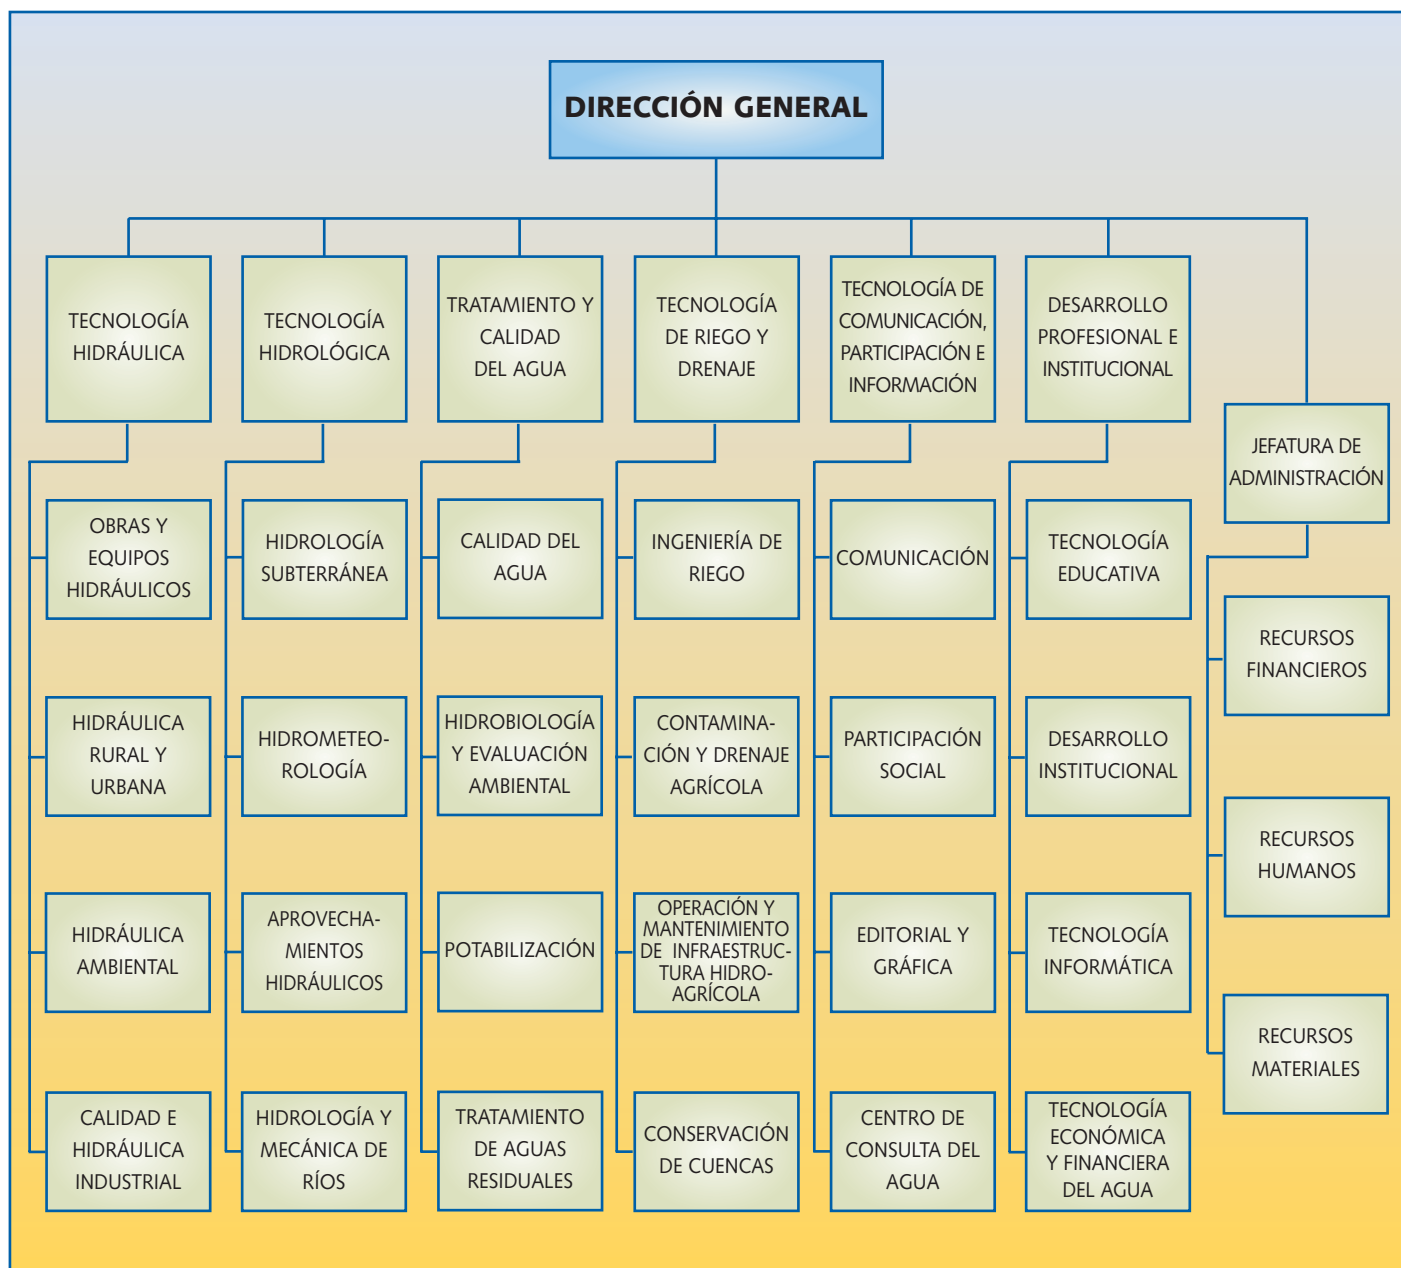 DIRECCIÓN GENERAL
TECNOLOGÍA
HIDRÁULICA
TECNOLOGÍA
HIDROLÓGICA
TRATAMIENTO Y
CALIDAD
DEL AGUA
TECNOLOGÍA
DE RIEGO Y
DRENAJE
TECNOLOGÍA DE
COMUNICACIÓN,
PARTICIPACIÓN E
INFORMACIÓN
DESARROLLO
PROFESIONAL E
INSTITUCIONAL
JEFATURA DE
ADMINISTRACIÓN
OBRAS Y
EQUIPOS
HIDRÁULICOS
HIDROLOGÍA
SUBTERRÁNEA
CALIDAD DEL
AGUA
INGENIERÍA DE
RIEGO
COMUNICACIÓN
TECNOLOGÍA
EDUCATIVA
RECURSOS
FINANCIEROS
HIDRÁULICA
RURAL Y
URBANA
HIDROMETEO-
ROLOGÍA
HIDROBIOLOGÍA
Y EVALUACIÓN
AMBIENTAL
CONTAMINA-
CIÓN Y DRENAJE
AGRÍCOLA
PARTICIPACIÓN
SOCIAL
DESARROLLO
INSTITUCIONAL
RECURSOS
HUMANOS
HIDRÁULICA
AMBIENTAL
APROVECHA-
MIENTOS
HIDRÁULICOS
POTABILIZACIÓN
OPERACIÓN Y
MANTENIMIENTO
DE INFRAESTRUC-
TURA HIDRO-
AGRÍCOLA
EDITORIAL Y
GRÁFICA
TECNOLOGÍA
INFORMÁTICA
RECURSOS
MATERIALES
CALIDAD E
HIDRÁULICA
INDUSTRIAL
HIDROLOGÍA Y
MECÁNICA DE
RÍOS
TRATAMIENTO
DE AGUAS
RESIDUALES
CONSERVACIÓN
DE CUENCAS
CENTRO DE
CONSULTA DEL
AGUA
TECNOLOGÍA
ECONÓMICA
Y FINANCIERA
DEL AGUA